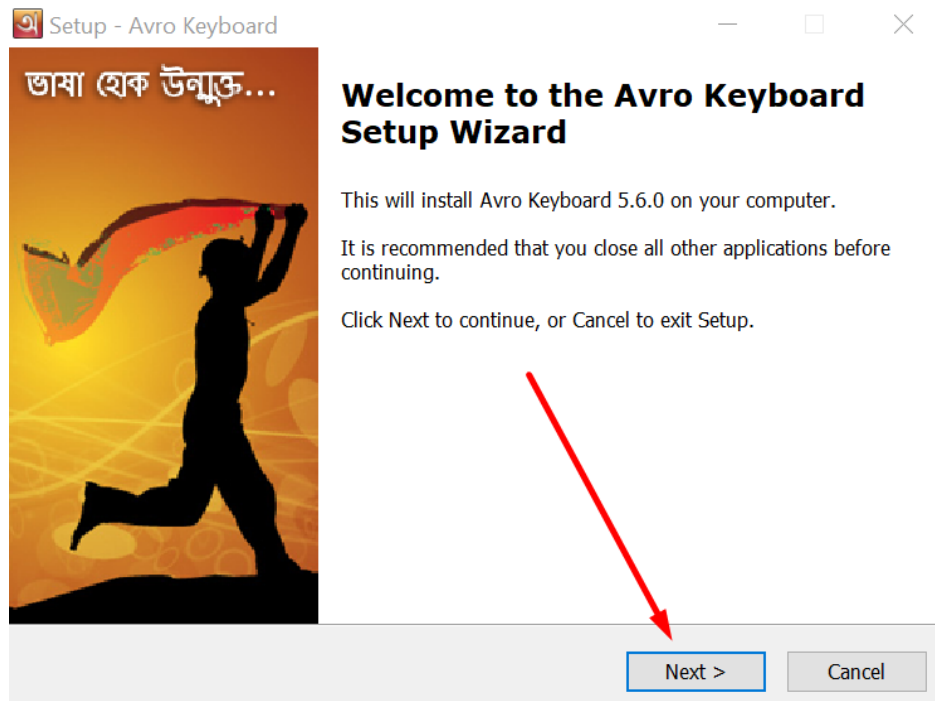 Setup - Avro Keyboard
ভাষা হোক উন্মুক্ত...
Welcome to the Avro Keyboard
Setup Wizard
This will install Avro Keyboard 5.6.0 on your computer.
It is recommended that you close all other applications before
continuing.
Click Next to continue, or Cancel to exit Setup.
Next >
Cancel